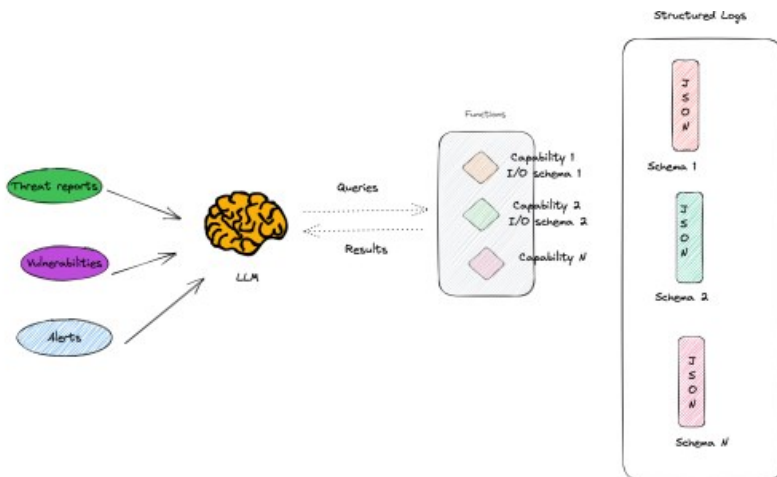 Structured Logs
J
S
O
N
Schema 1
Functions
Capability 1
I/O schema 1
Threat reports
Queries
Capability 2
I/O schema 2
J
S
O
N
Results
Vulnerabilities
Capability N
LLM
Schema 2
Alerts
J
S
O
N
Schema N